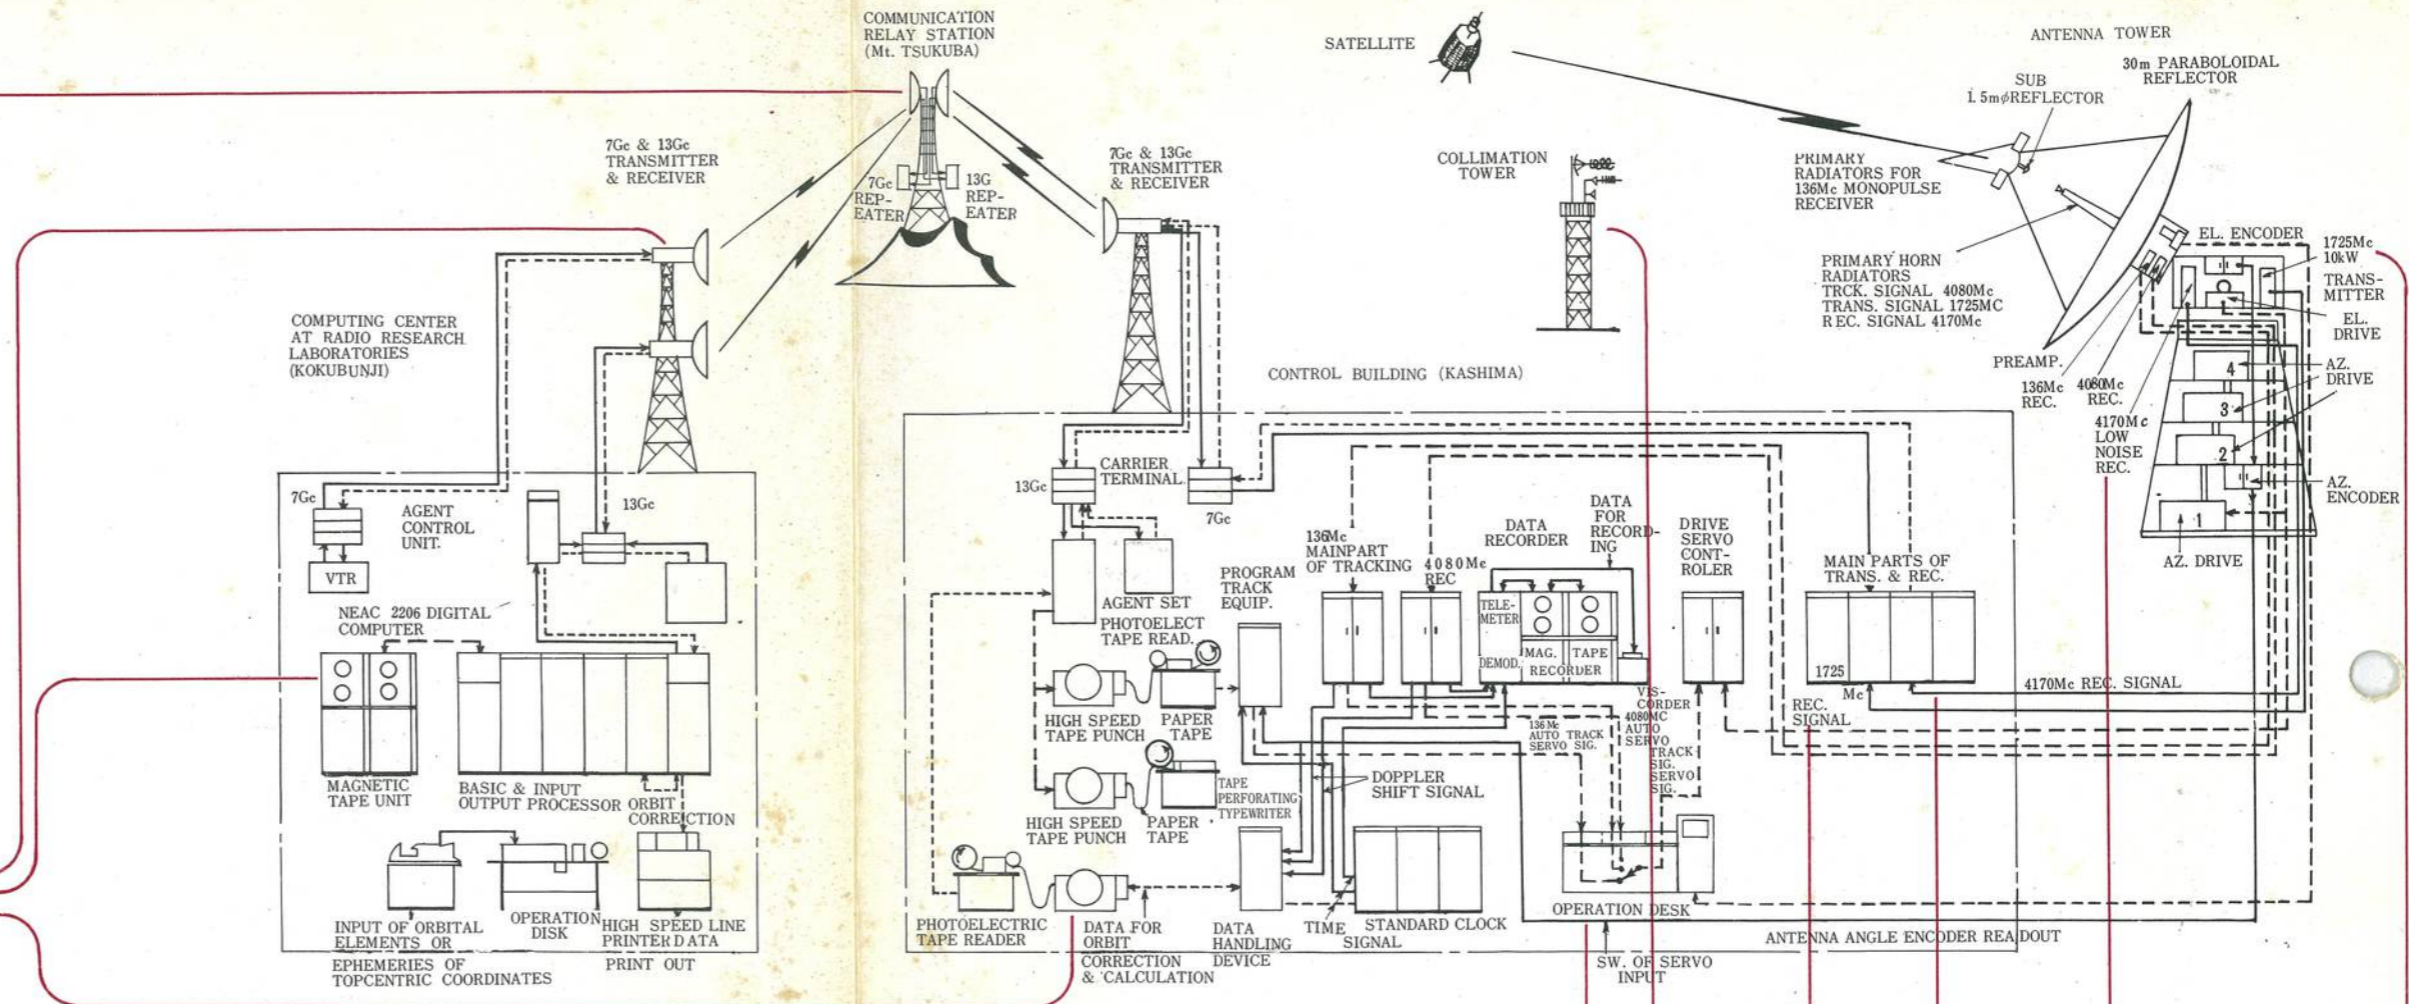 COMMUNICATION
RELAY STATION
(Mt. TSUKUBA)
7Gc
REP-
EATER
13G
REP-
EATER
7Gc & 13Gc
TRANSMITTER
& RECEIVER
COMPUTING CENTER
AT RADIO RESEARCH
LABORATORIES
(KOKUBUNJI)
7Gc
AGENT
CONTROL
UNIT.
13Gc
VTR
NEAC 2206 DIGITAL
COMPUTER
MAGNETIC
TAPE UNIT
BASIC & INPUT
OUTPUT PROCESSOR
ORBIT
CORRECTION
INPUT OF ORBITAL
ELEMENTS OR
EPHEMERIES OF
TOPCENTRIC COORDINATES
OPERATION
DISK
HIGH SPEED LINE
PRINTER DATA
PRINT OUT
SATELLITE
7Gc & 13Gc
TRANSMITTER
& RECEIVER
COLLIMATION
TOWER
ANTENNA TOWER
30m PARABOLOIDAL
REFLECTOR
SUB
1.5mφREFLECTOR
PRIMARY
RADIATORS FOR
136Mc MONOPULSE
RECEIVER
PRIMARY HORN
RADIATORS
TRCK. SIGNAL 4080Mc
TRANS. SIGNAL 1725MC
REC. SIGNAL 4170Mc
EL. ENCODER
1725Mc
10kW
TRANS-
MITTER
EL.
DRIVE
AZ.
DRIVE
AZ.
ENCODER
PREAMP.
136Mc
REC.
4080Mc
REC.
4170Mc
LOW
NOISE
REC.
4
3
2
1
AZ. DRIVE
CONTROL BUILDING (KASHIMA)
13Gc
CARRIER
TERMINAL
7Gc
AGENT SET
PHOTOELECT
TAPE READ.
HIGH SPEED
TAPE PUNCH
PAPER
TAPE
HIGH SPEED
TAPE PUNCH
PAPER
TAPE
PHOTOELECTRIC
TAPE READER
DATA FOR
ORBIT
CORRECTION
& CALCULATION
PROGRAM
TRACK
EQUIP.
TAPE
PERFORATING
TYPEWRITER
DATA
HANDLING
DEVICE
136Mc
MAINPART
OF TRACKING
4080Mc
REC
DATA
RECORDER
DATA
FOR
RECORD-
ING
TELE-
METER
DEMOD.
MAG. TAPE
RECORDER
VIS-
CORDER
DRIVE
SERVO
CONT-
ROLER
MAIN PARTS OF
TRANS. & REC.
1725
Mc
4170Mc REC. SIGNAL
REC.
SIGNAL
136Mc
AUTO TRACK
SERVO SIG.
4080MC
AUTO
SERVO
TRACK
SIG.
SERVO
SIG.
DOPPLER
SHIFT SIGNAL
TIME
SIGNAL
STANDARD CLOCK
OPERATION DESK
SW. OF SERVO
INPUT
ANTENNA ANGLE ENCODER READOUT